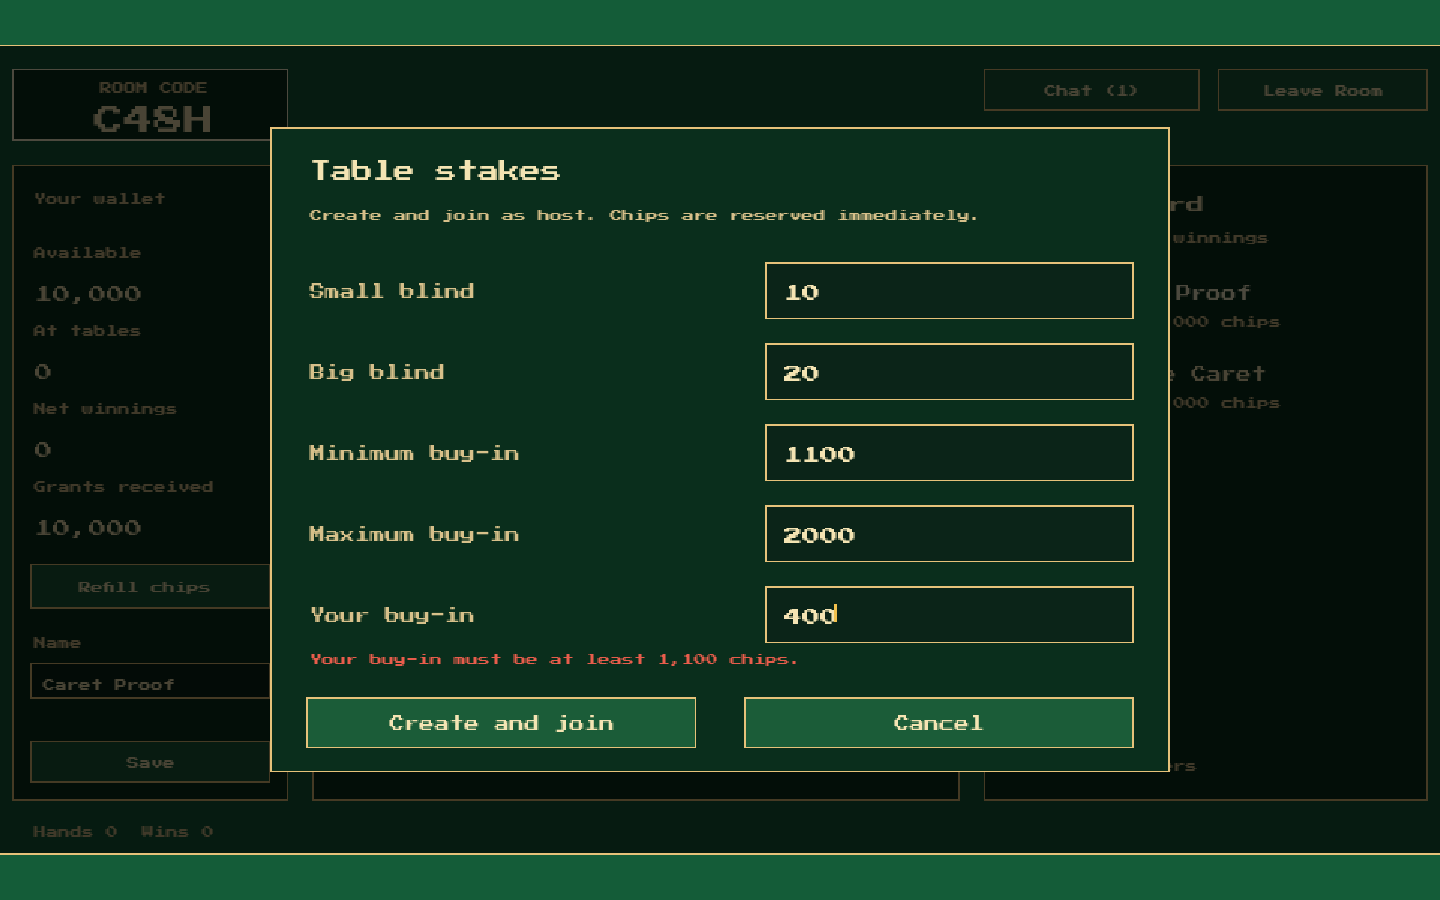 ROOM CODE
C48H
Chat (1)
Leave Room
Table stakes
Create and join as host. Chips are reserved immediately.
Small blind
10
Big blind
20
Minimum buy-in
1100
Maximum buy-in
2000
Your buy-in
400
Your buy-in must be at least 1,100 chips.
Create and join
Cancel
Your wallet
Available
10,000
At tables
0
Net winnings
0
Grants received
10,000
Refill chips
Name
Caret Proof
Save
winnings
Proof
000 chips
Caret
000 chips
Hands 0 Wins 0